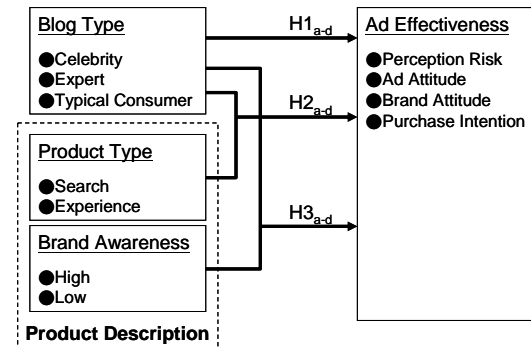 Blog Type
●Celebrity
●Expert
●Typical Consumer
Product Type
●Search
●Experience
Brand Awareness
●High
●Low
Product Description
H1a-d
H2a-d
H3a-d
Ad Effectiveness
●Perception Risk
●Ad Attitude
●Brand Attitude
●Purchase Intention